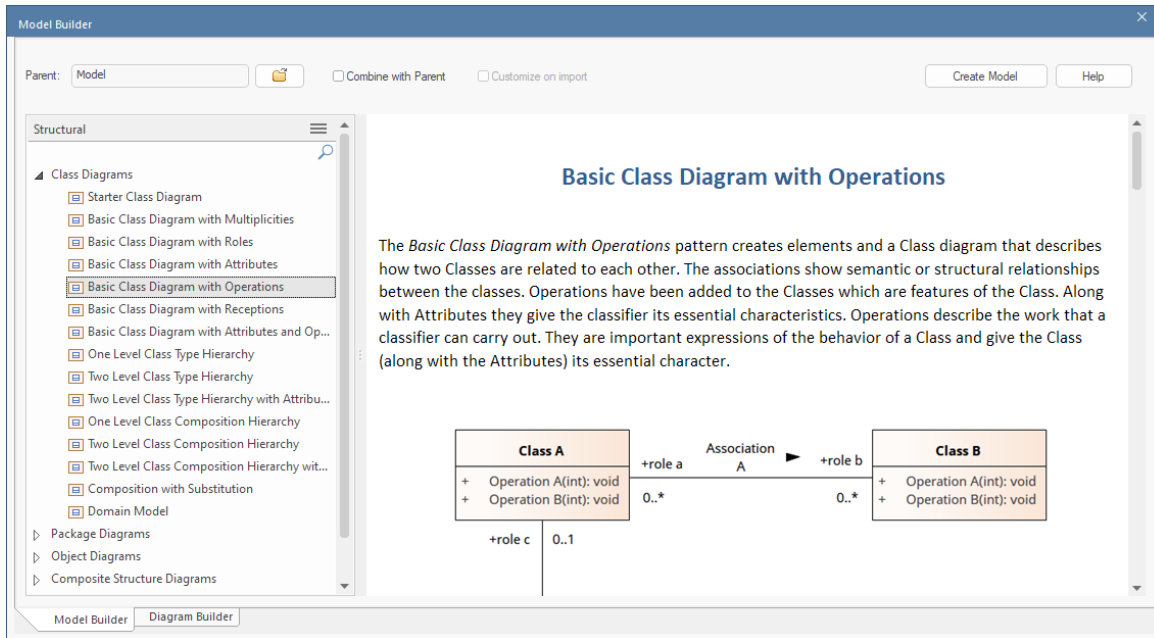 Model Builder
Parent: Model Combine with Parent Customize on import Create Model Help
Structural
Class Diagrams
Starter Class Diagram
Basic Class Diagram with Multiplicities
Basic Class Diagram with Roles
Basic Class Diagram with Attributes
Basic Class Diagram with Operations
Basic Class Diagram with Receptions
Basic Class Diagram with Attributes and Op...
One Level Class Type Hierarchy
Two Level Class Type Hierarchy
Two Level Class Type Hierarchy with Attribu...
One Level Class Composition Hierarchy
Two Level Class Composition Hierarchy
Two Level Class Composition Hierarchy wit...
Composition with Substitution
Domain Model
Package Diagrams
Object Diagrams
Composite Structure Diagrams
Basic Class Diagram with Operations
The Basic Class Diagram with Operations pattern creates elements and a Class diagram that describes
how two Classes are related to each other. The associations show semantic or structural relationships
between the classes. Operations have been added to the Classes which are features of the Class. Along
with Attributes they give the classifier its essential characteristics. Operations describe the work that a
classifier can carry out. They are important expressions of the behavior of a Class and give the Class
(along with the Attributes) its essential character.
Class A
+ Operation A(int): void
+ Operation B(int): void
+role a
0..*
Association
A
+role b
0..*
Class B
+ Operation A(int): void
+ Operation B(int): void
+role c 0..1
Model Builder Diagram Builder